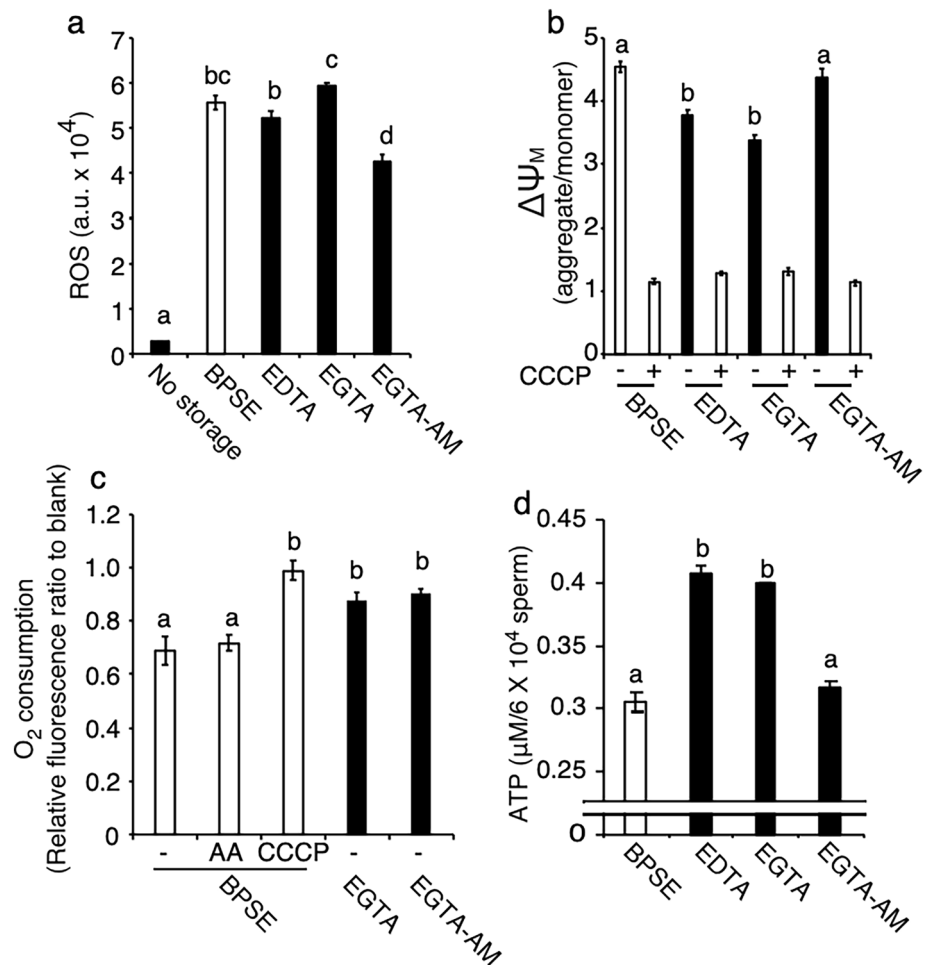 a
ROS (a.u. x 10⁴)
7
6
5
4
3
2
1
0
a
bc
b
c
d
No storage
BPSE
EDTA
EGTA
EGTA-AM
b
ΔΨM
(aggregate/monomer)
5
4
3
2
1
0
a
b
b
a
CCCP - + - + - + - +
BPSE
EDTA
EGTA
EGTA-AM
c
O₂ consumption
(Relative fluorescence ratio to blank)
1.2
1.0
0.8
0.6
0.4
0.2
0
a
a
b
b
b
- AA CCCP - -
BPSE
EGTA
EGTA-AM
d
ATP (µM/6 X 10⁴ sperm)
0.45
0.4
0.35
0.3
0.25
0
a
b
b
a
BPSE
EDTA
EGTA
EGTA-AM